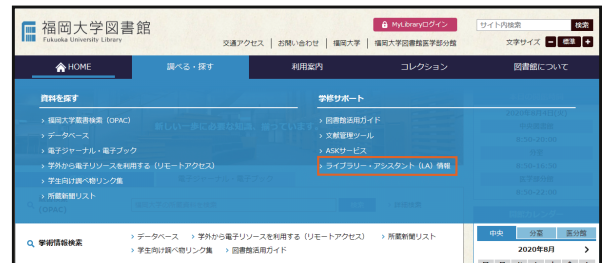 福岡大学図書館
Fukuoka University Library
MyLibraryログイン
サイト内検索
検索
交通アクセス | お問い合わせ | 福岡大学 | 福岡大学図書館医学部分館
文字サイズ － 標準 ＋
HOME
調べる・探す
利用案内
コレクション
図書館について
資料を探す
› 福岡大学蔵書検索（OPAC）
› データベース
› 電子ジャーナル・電子ブック
› 学外から電子リソースを利用する（リモートアクセス）
› 学生向け調べ物リンク集
› 所蔵新聞リスト
学修サポート
› 図書館活用ガイド
› 文献管理ツール
› ASKサービス
› ライブラリー・アシスタント（LA）情報
(OPAC)
8:50-22:00
学術情報検索
› データベース › 学外から電子リソースを利用する（リモートアクセス） › 所蔵新聞リスト
› 学生向け調べ物リンク集 › 図書館活用ガイド
中央 分室 医分館
2020年8月 ›